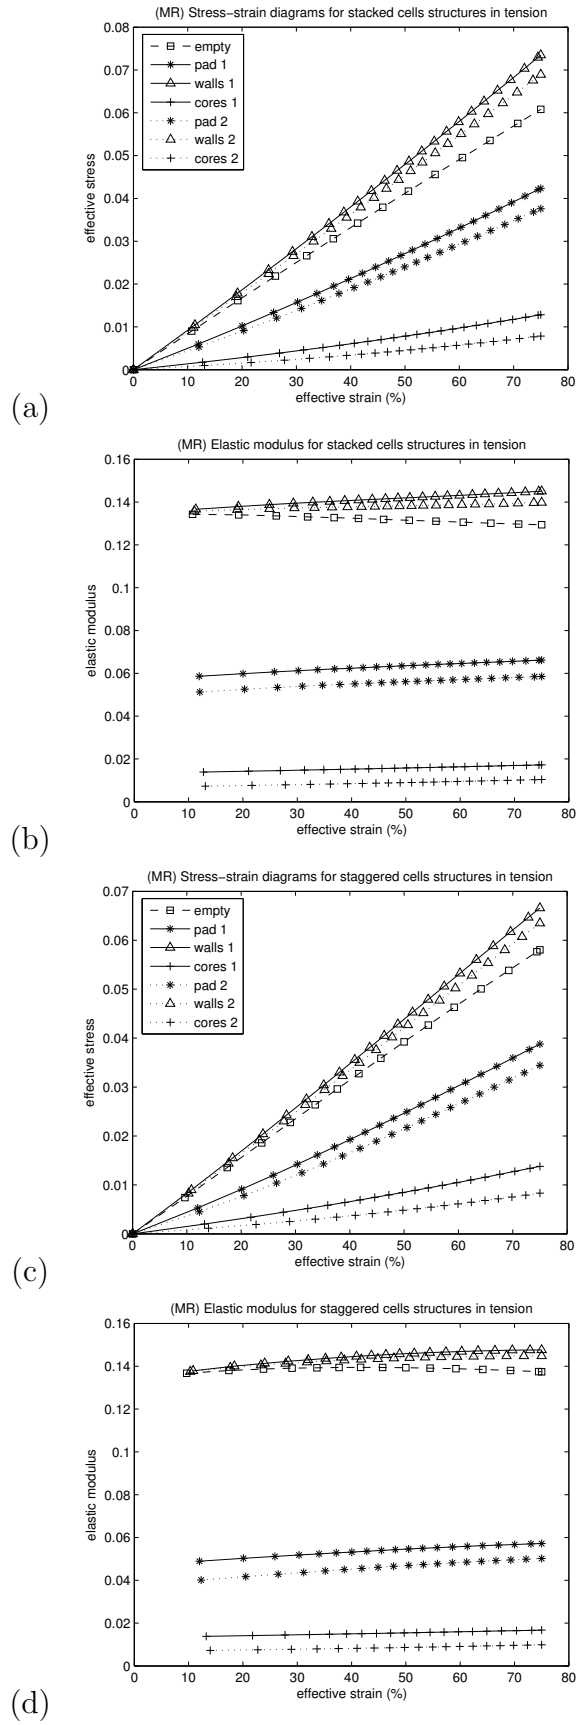 (MR) Stress−strain diagrams for stacked cells structures in tension
0.08
0.07
0.06
0.05
0.04
0.03
0.02
0.01
0
effective stress
empty
pad 1
walls 1
cores 1
pad 2
walls 2
cores 2
0 10 20 30 40 50 60 70 80
effective strain (%)
(a)
(MR) Elastic modulus for stacked cells structures in tension
0.16
0.14
0.12
0.1
0.08
0.06
0.04
0.02
0
elastic modulus
0 10 20 30 40 50 60 70 80
effective strain (%)
(b)
(MR) Stress−strain diagrams for staggered cells structures in tension
0.07
0.06
0.05
0.04
0.03
0.02
0.01
0
effective stress
empty
pad 1
walls 1
cores 1
pad 2
walls 2
cores 2
0 10 20 30 40 50 60 70 80
effective strain (%)
(c)
(MR) Elastic modulus for staggered cells structures in tension
0.16
0.14
0.12
0.1
0.08
0.06
0.04
0.02
0
elastic modulus
0 10 20 30 40 50 60 70 80
effective strain (%)
(d)